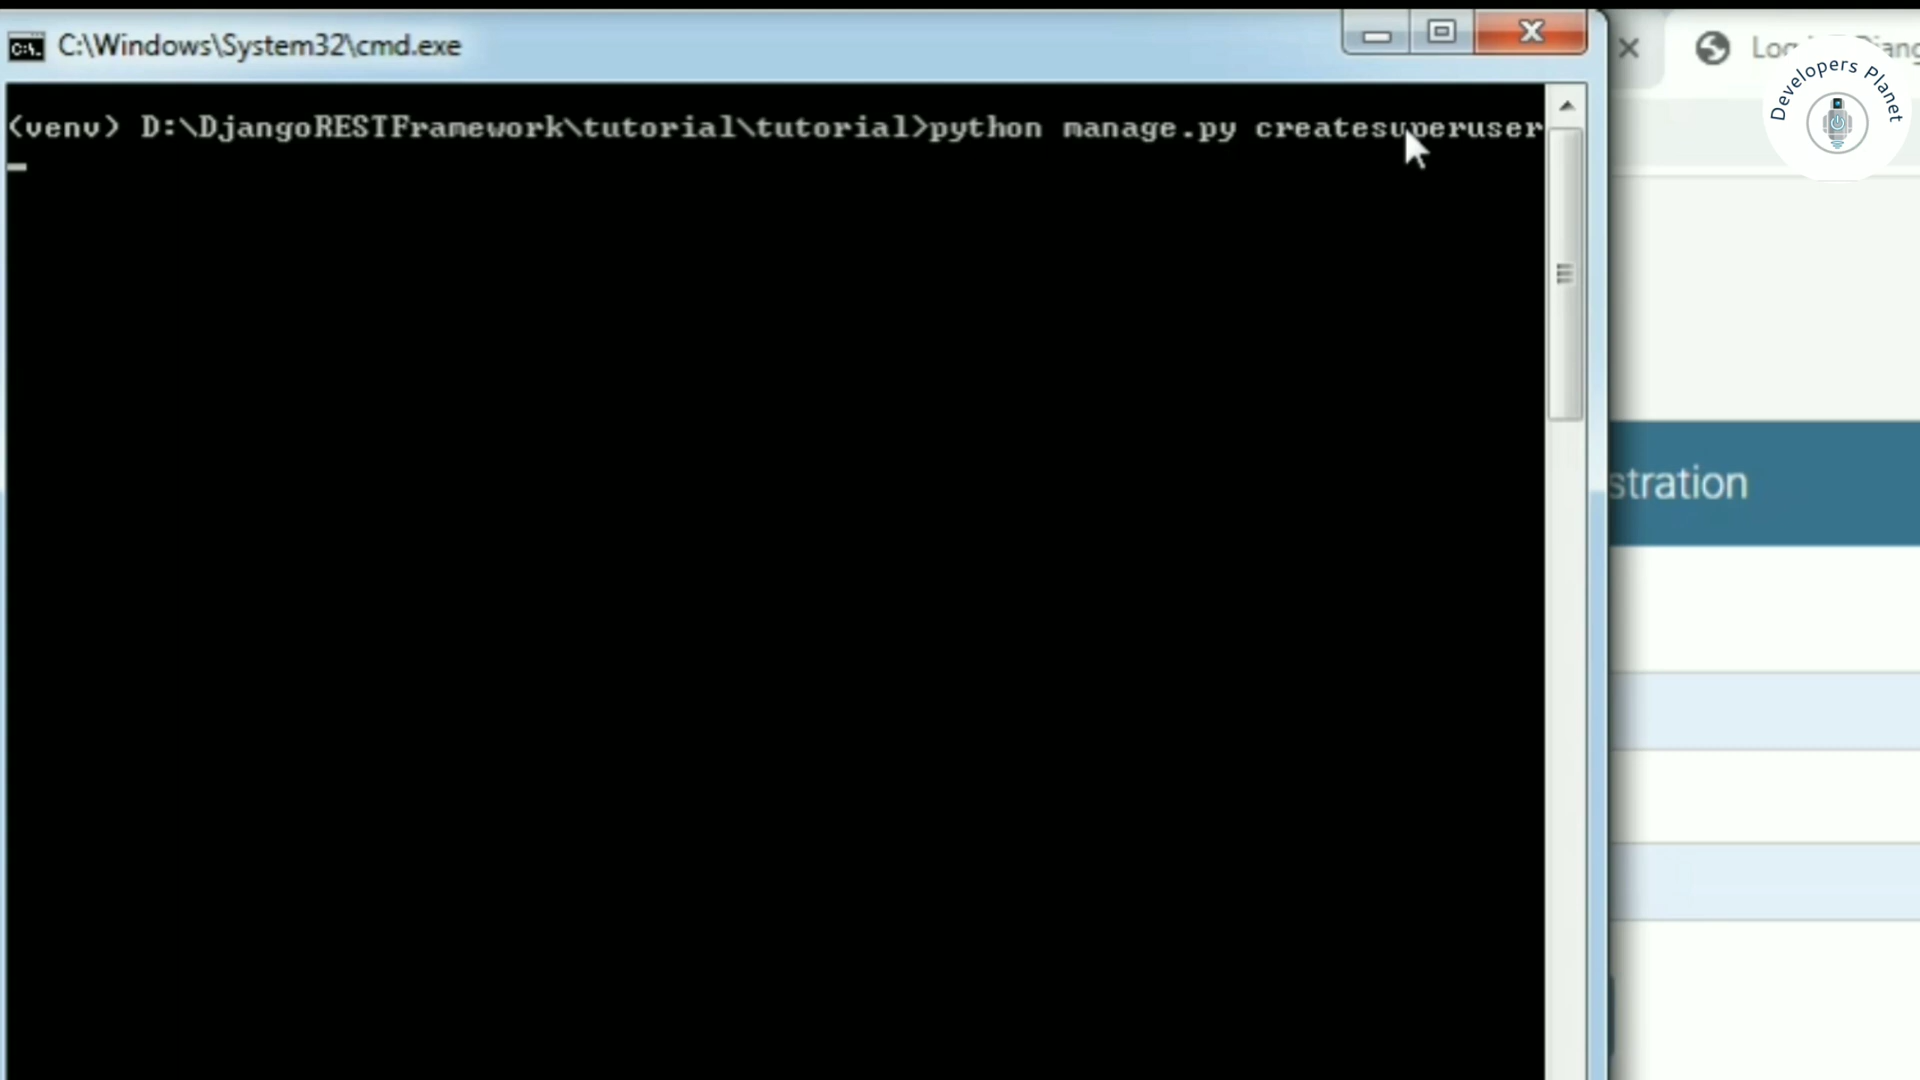 C:\Windows\System32\cmd.exe
(venv) D:\DjangoRESTFramework\tutorial\tutorial>python manage.py createsuperuser
Developers Planet
stration